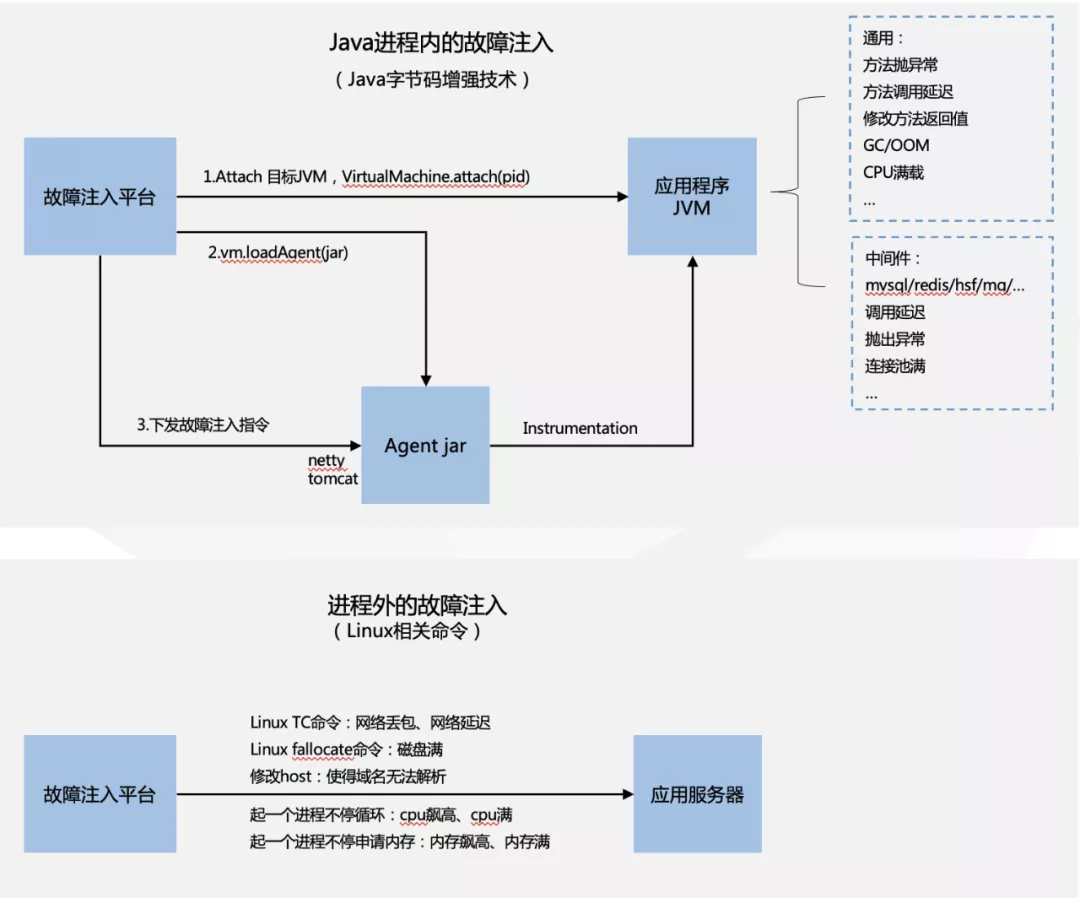 Java进程内的故障注入
（Java字节码增强技术）
故障注入平台
1.Attach 目标JVM，VirtualMachine.attach(pid)
应用程序
JVM
2.vm.loadAgent(jar)
3.下发故障注入指令
netty
tomcat
Agent jar
Instrumentation
通用：
方法抛异常
方法调用延迟
修改方法返回值
GC/OOM
CPU满载
...
中间件：
mysql/redis/hsf/mq/...
调用延迟
抛出异常
连接池满
...
进程外的故障注入
（Linux相关命令）
故障注入平台
Linux TC命令：网络丢包、网络延迟
Linux fallocate命令：磁盘满
修改host：使得域名无法解析
起一个进程不停循环：cpu飙高、cpu满
起一个进程不停申请内存：内存飙高、内存满
应用服务器